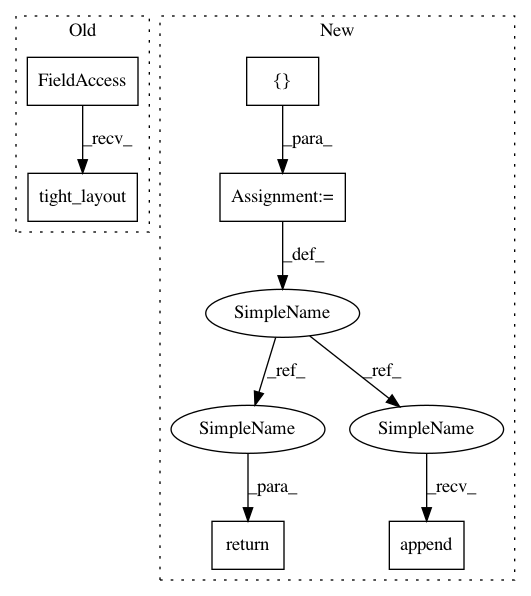 Old
New
FieldAccess
{}
_recv_
_para_
tight_layout
Assignment:=
_def_
SimpleName
_ref_
_ref_
SimpleName
SimpleName
_para_
_recv_
return
append